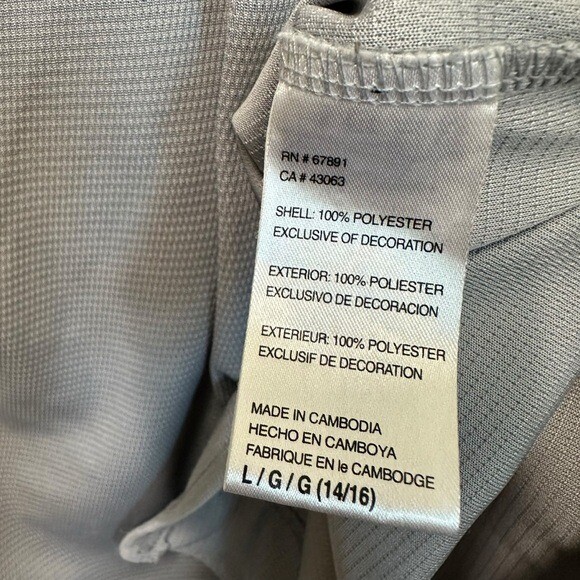 RN # 67891
CA # 43063
SHELL: 100% POLYESTER
EXCLUSIVE OF DECORATION
EXTERIOR: 100% POLIESTER
EXCLUSIVO DE DECORACION
EXTERIEUR: 100% POLYESTER
EXCLUSIF DE DECORATION
MADE IN CAMBODIA
HECHO EN CAMBOYA
FABRIQUE EN le CAMBODGE
L / G / G (14/16)